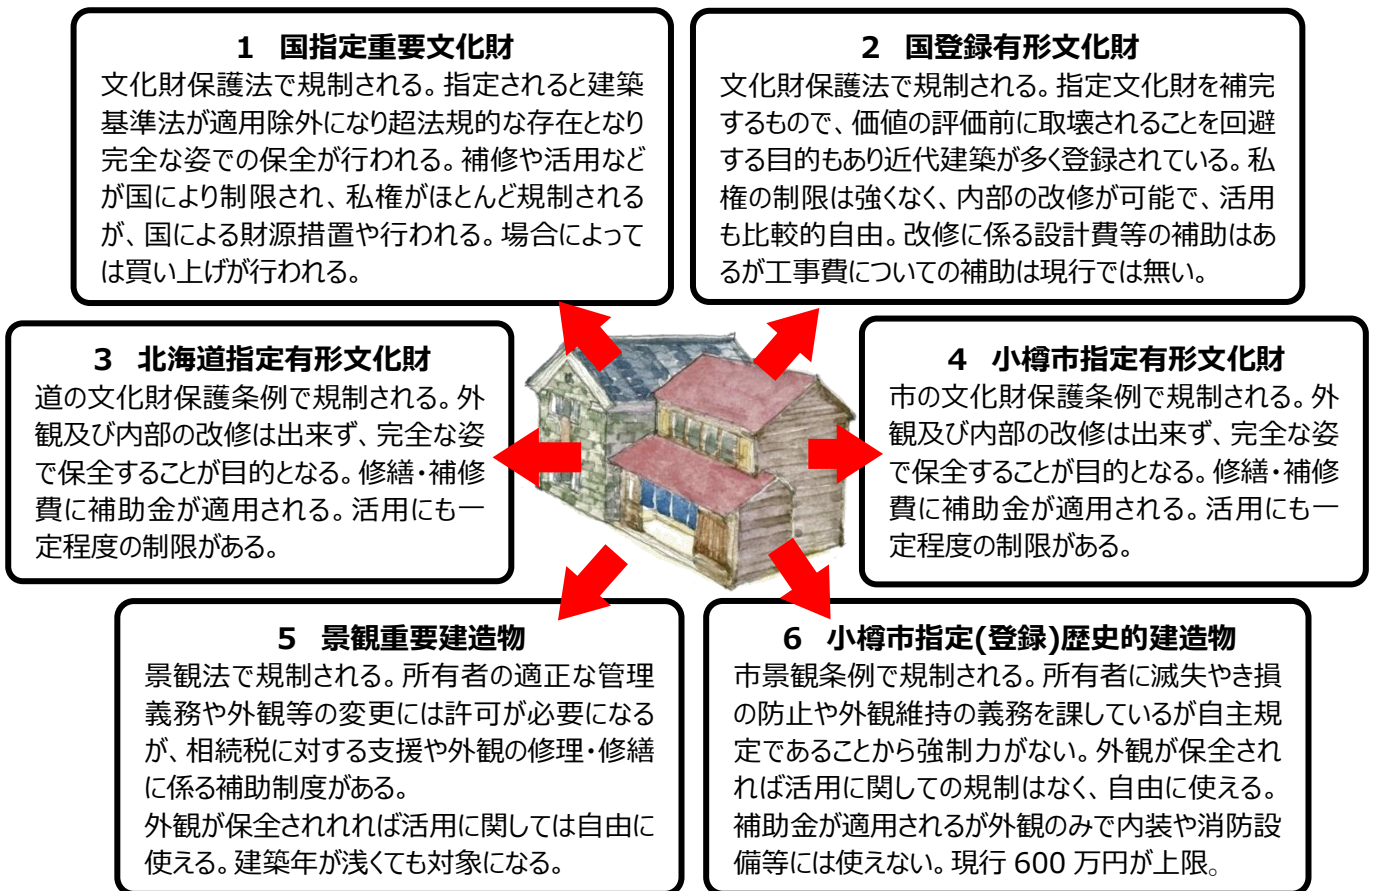 1 国指定重要文化財
文化財保護法で規制される。指定されると建築
基準法が適用除外になり超法規的な存在となり
完全な姿での保全が行われる。補修や活用など
が国により制限され、私権がほとんど規制される
が、国による財源措置や行われる。場合によって
は買い上げが行われる。
2 国登録有形文化財
文化財保護法で規制される。指定文化財を補完
するもので、価値の評価前に取壊されることを回避
する目的もあり近代建築が多く登録されている。私
権の制限は強くなく、内部の改修が可能で、活用
も比較的自由。改修に係る設計費等の補助はあ
るが工事費についての補助は現行では無い。
3 北海道指定有形文化財
道の文化財保護条例で規制される。外
観及び内部の改修は出来ず、完全な姿
で保全することが目的となる。修繕・補修
費に補助金が適用される。活用にも一
定程度の制限がある。
4 小樽市指定有形文化財
市の文化財保護条例で規制される。外
観及び内部の改修は出来ず、完全な姿
で保全することが目的となる。修繕・補修
費に補助金が適用される。活用にも一
定程度の制限がある。
5 景観重要建造物
景観法で規制される。所有者の適正な管理
義務や外観等の変更には許可が必要になる
が、相続税に対する支援や外観の修理・修繕
に係る補助制度がある。
外観が保全されれれば活用に関しては自由に
使える。建築年が浅くても対象になる。
6 小樽市指定(登録)歴史的建造物
市景観条例で規制される。所有者に滅失やき損
の防止や外観維持の義務を課しているが自主規
定であることから強制力がない。外観が保全され
れば活用に関しての規制はなく、自由に使える。
補助金が適用されるが外観のみで内装や消防設
備等には使えない。現行 600 万円が上限。